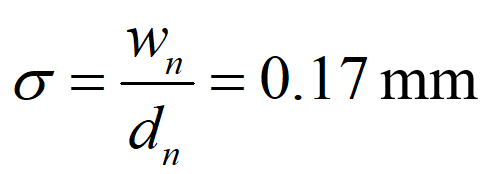 σ = wₙ / dₙ = 0.17 mm